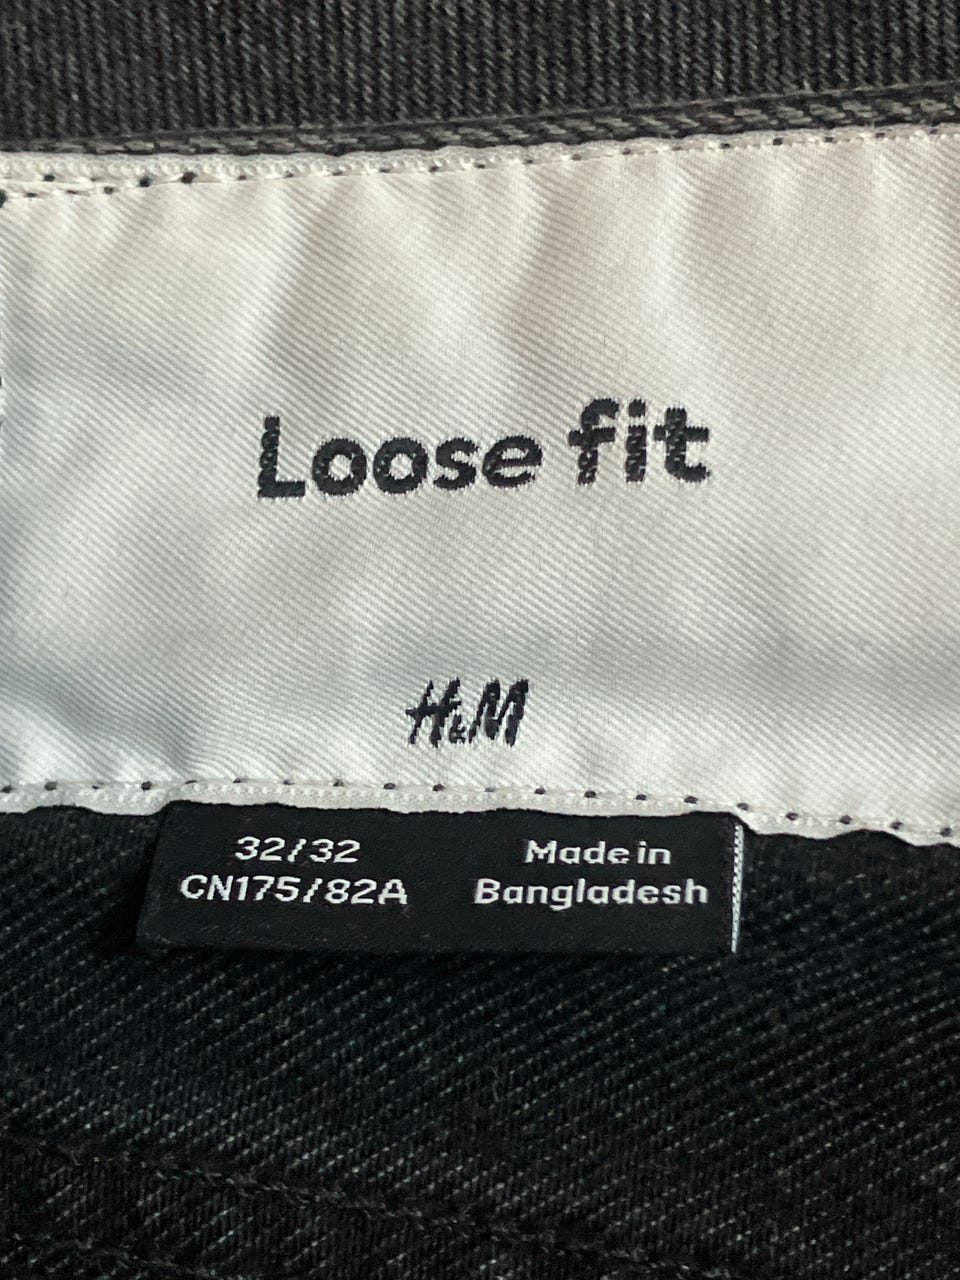 Loose fit
H&M
32/32
CN175/82A
Made in
Bangladesh